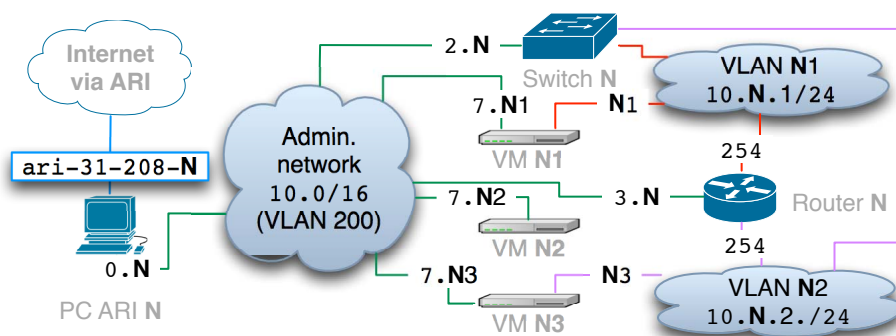 Internet
via ARI
ari-31-208-N
0.N
PC ARI N
Admin.
network
10.0/16
(VLAN 200)
2.N
Switch N
7.N1
N1
VM N1
7.N2
VM N2
7.N3
N3
VM N3
3.N
VLAN N1
10.N.1/24
254
Router N
254
VLAN N2
10.N.2./24